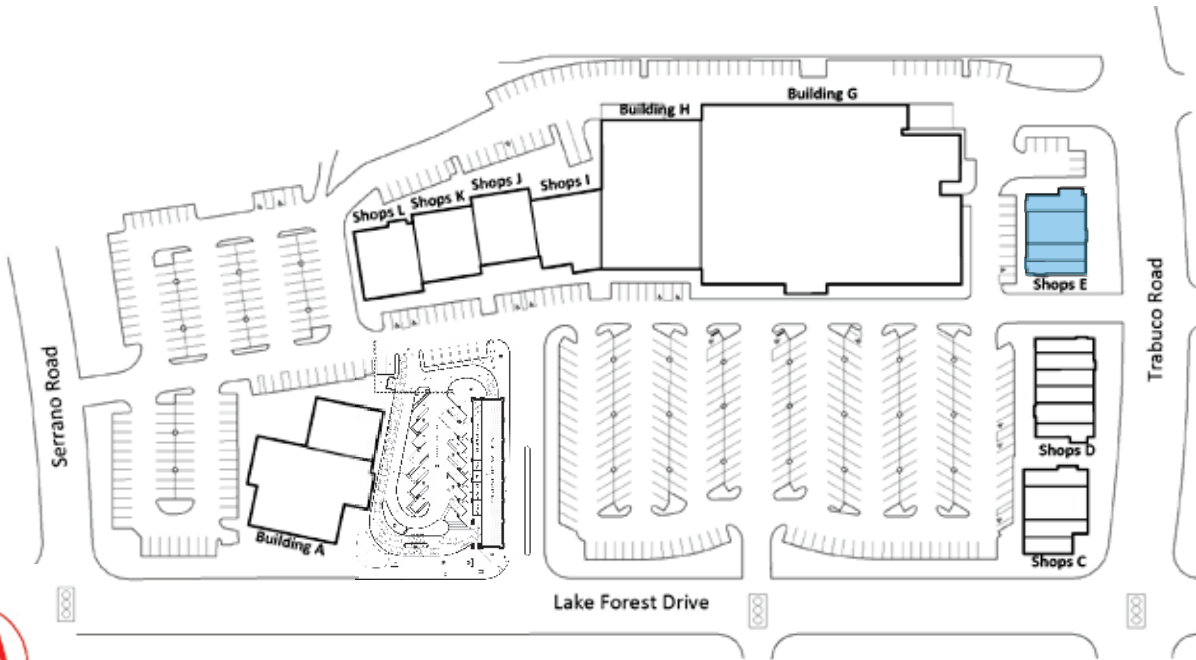 Building G
Building H
Shops J
Shops I
Shops K
Shops L
Shops E
Trabuco Road
Serrano Road
Shops D
Building A
Shops C
Lake Forest Drive